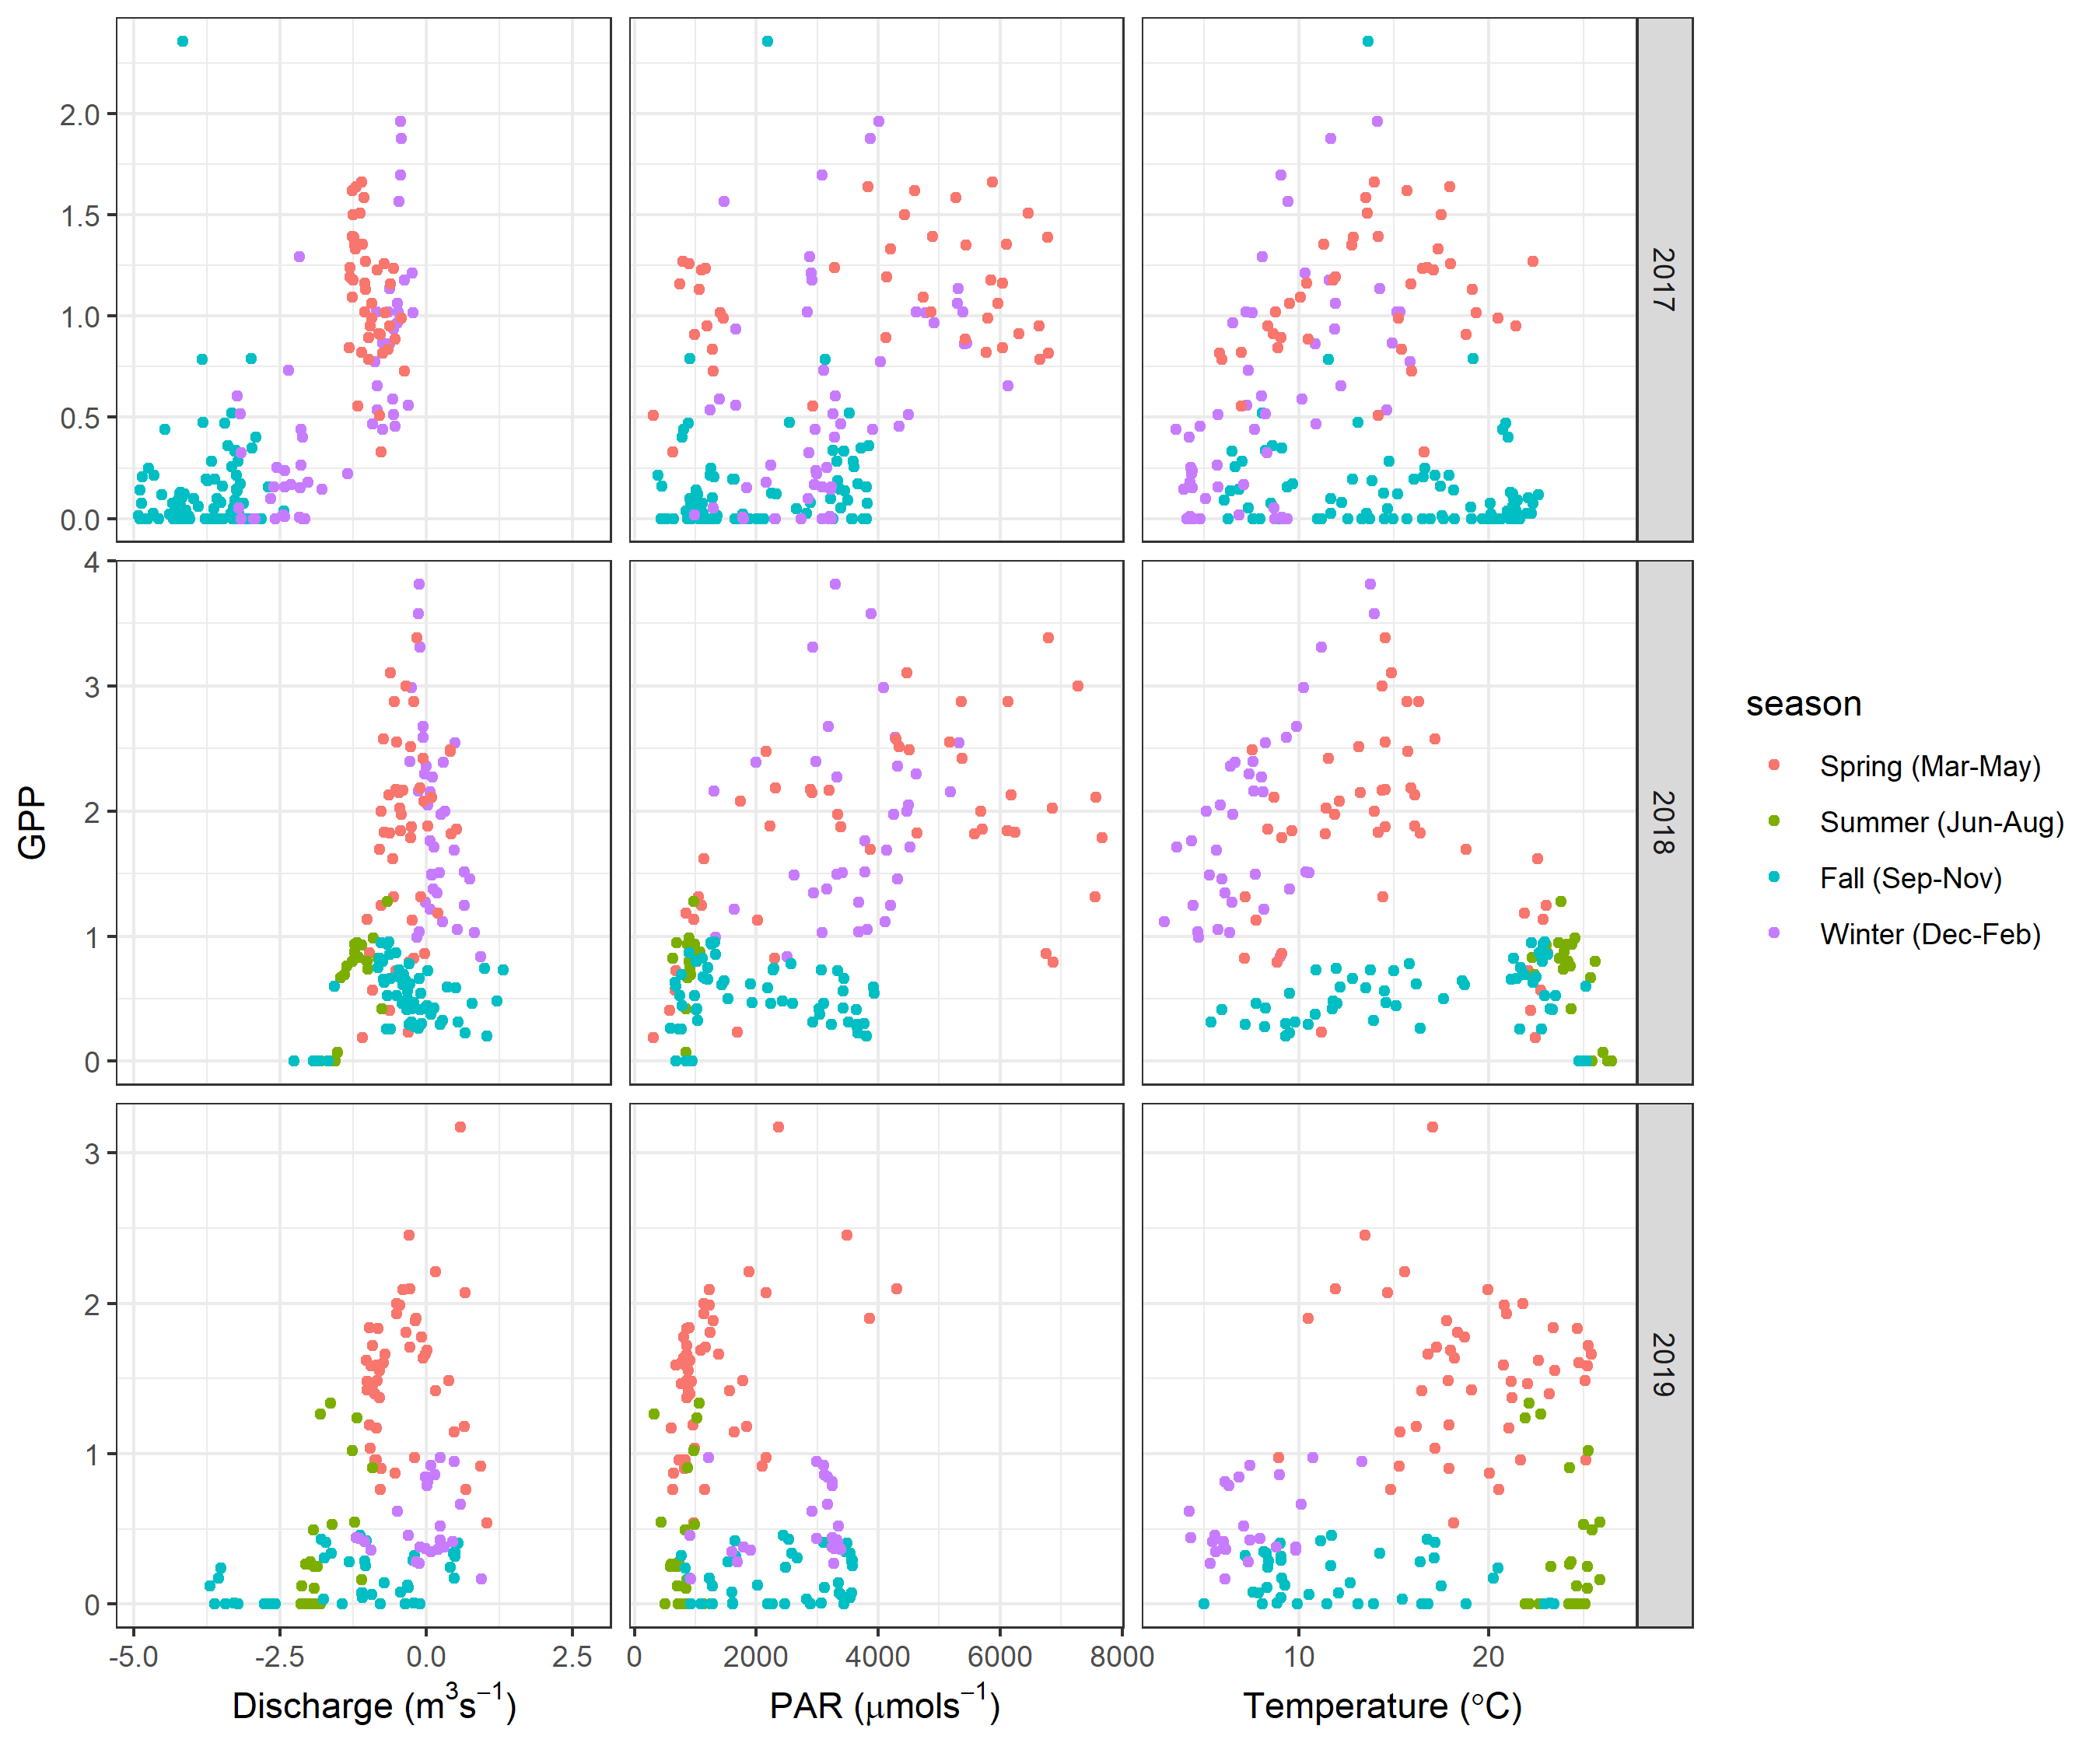 2.0
1.5
1.0
0.5
0.0
2017
4
3
2
1
0
2018
3
2
1
0
2019
GPP
-5.0 -2.5 0.0 2.5
0 2000 4000 6000 8000
10 20
Discharge (m³s⁻¹)
PAR (μmols⁻¹)
Temperature (°C)
season
Spring (Mar-May)
Summer (Jun-Aug)
Fall (Sep-Nov)
Winter (Dec-Feb)